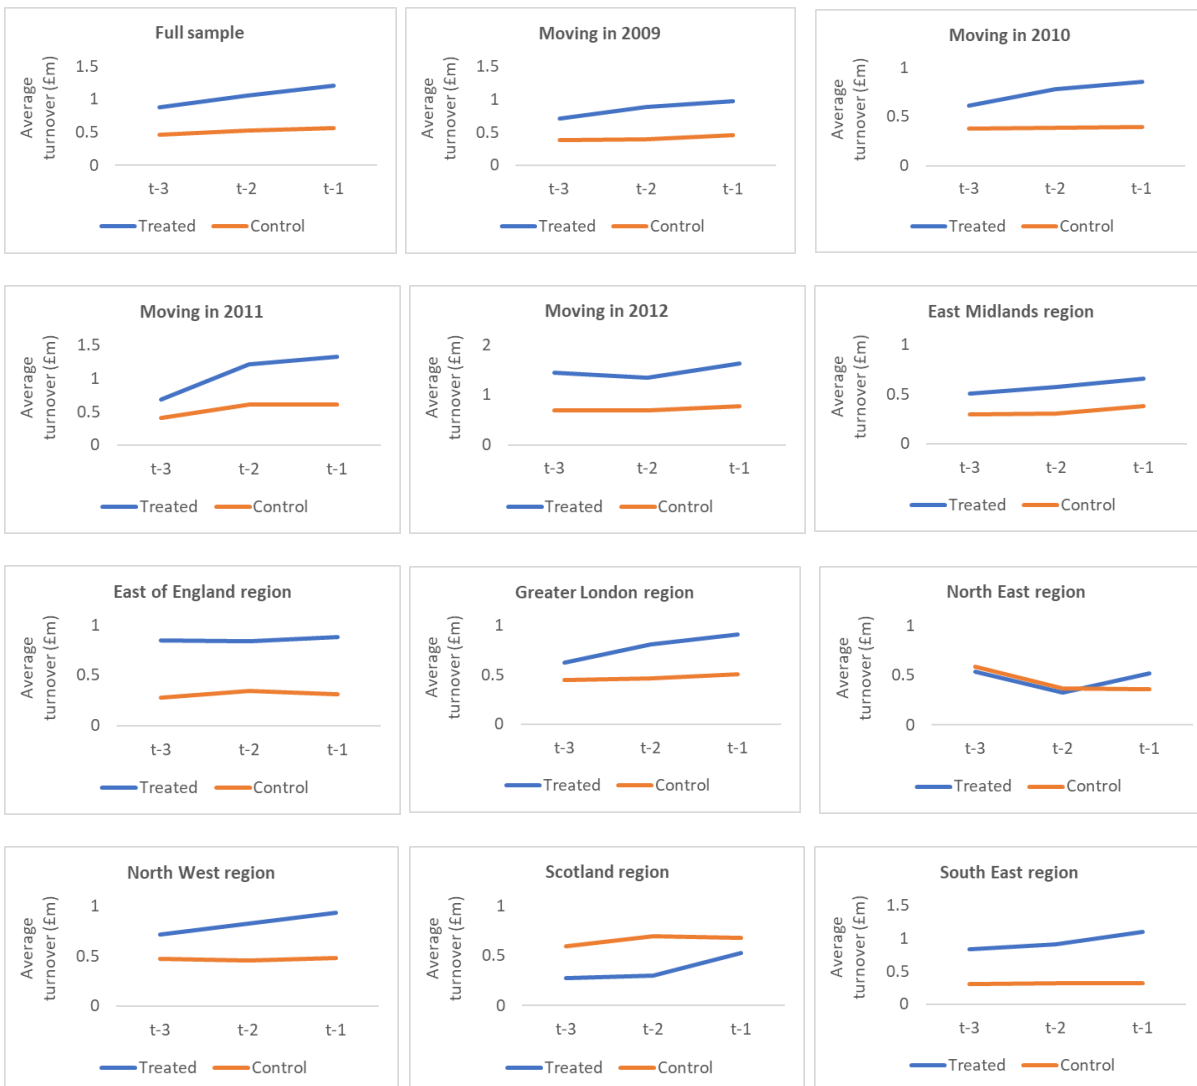 Full sample
Average
turnover (£m)
1.5
1
0.5
0
t-3 t-2 t-1
Treated Control
Moving in 2009
Average
turnover (£m)
1.5
1
0.5
0
t-3 t-2 t-1
Treated Control
Moving in 2010
Average
turnover (£m)
1
0.5
0
t-3 t-2 t-1
Treated Control
Moving in 2011
Average
turnover (£m)
1.5
1
0.5
0
t-3 t-2 t-1
Treated Control
Moving in 2012
Average
turnover (£m)
2
1
0
t-3 t-2 t-1
Treated Control
East Midlands region
Average
turnover (£m)
1
0.5
0
t-3 t-2 t-1
Treated Control
East of England region
Average
turnover (£m)
1
0.5
0
t-3 t-2 t-1
Treated Control
Greater London region
Average
turnover (£m)
1
0.5
0
t-3 t-2 t-1
Treated Control
North East region
Average
turnover (£m)
1
0.5
0
t-3 t-2 t-1
Treated Control
North West region
Average
turnover (£m)
1
0.5
0
t-3 t-2 t-1
Treated Control
Scotland region
Average
turnover (£m)
1
0.5
0
t-3 t-2 t-1
Treated Control
South East region
Average
turnover (£m)
1.5
1
0.5
0
t-3 t-2 t-1
Treated Control